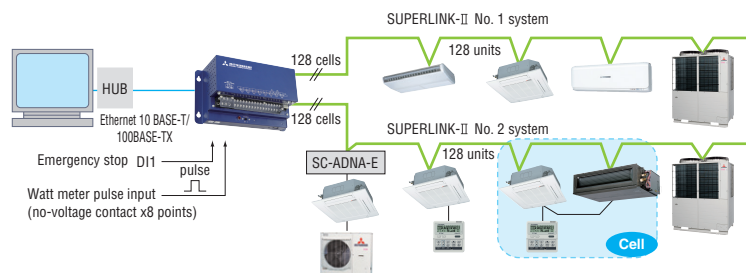 SUPERLINK-Ⅱ No. 1 system
128 cells
128 units
HUB
Ethernet 10 BASE-T/
100BASE-TX
128 cells
SUPERLINK-Ⅱ No. 2 system
128 units
Emergency stop DI1
pulse
SC-ADNA-E
Watt meter pulse input
(no-voltage contact x8 points)
Cell